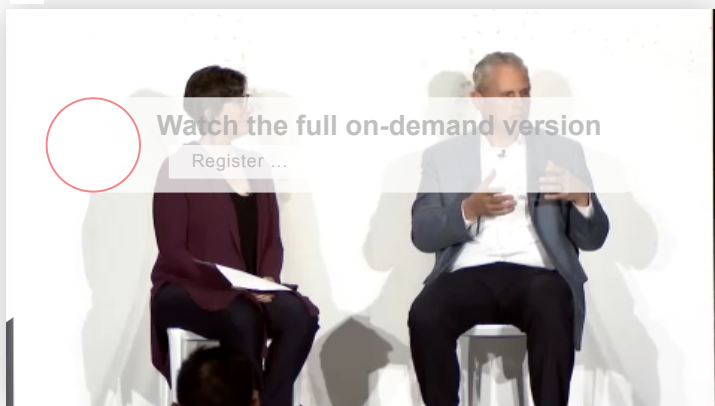 Watch the full on-demand version
Register ...